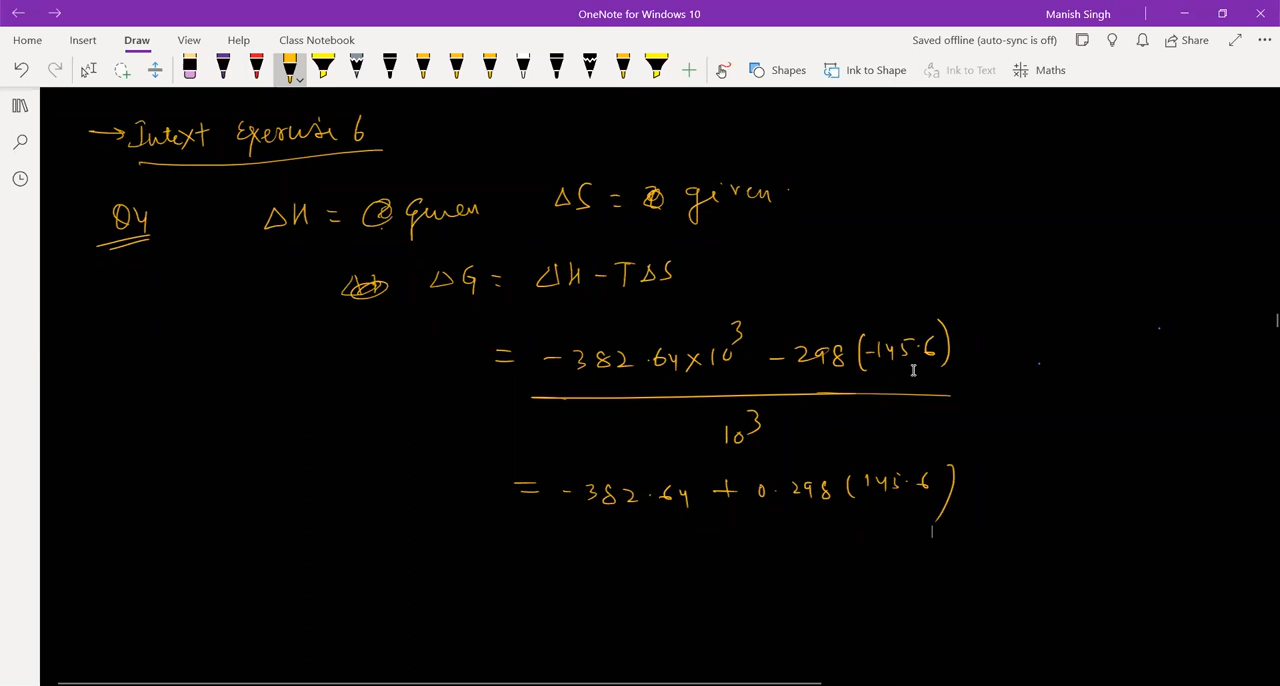 OneNote for Windows 10
Manish Singh
Home Insert Draw View Help Class Notebook
Saved offline (auto-sync is off) Share
Shapes Ink to Shape Ink to Text Maths
→ Intext Exercise 6
Q4 ΔH = Given ΔS = given
ΔG = ΔH - TΔS
= -382.64×10³ - 298(-145.6)
10³
= -382.64 + 0.298(145.6)